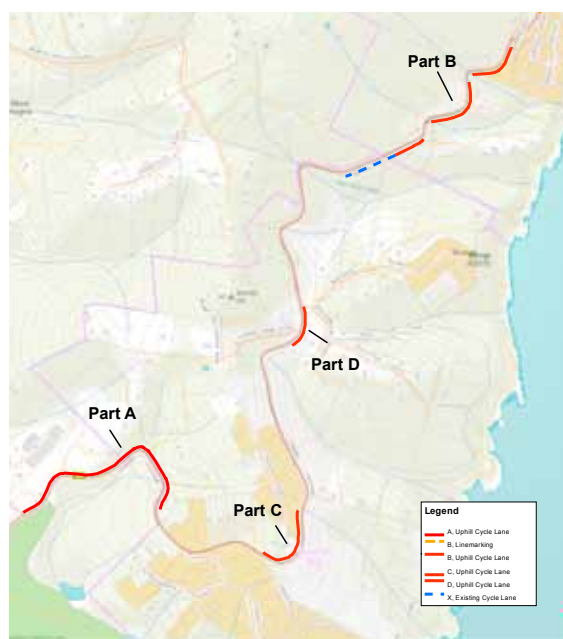 Part B
Part D
Part A
Part C
Legend
A, Uphill Cycle Lane
B, Linemarking
B, Uphill Cycle Lane
C, Uphill Cycle Lane
D, Uphill Cycle Lane
X, Existing Cycle Lane